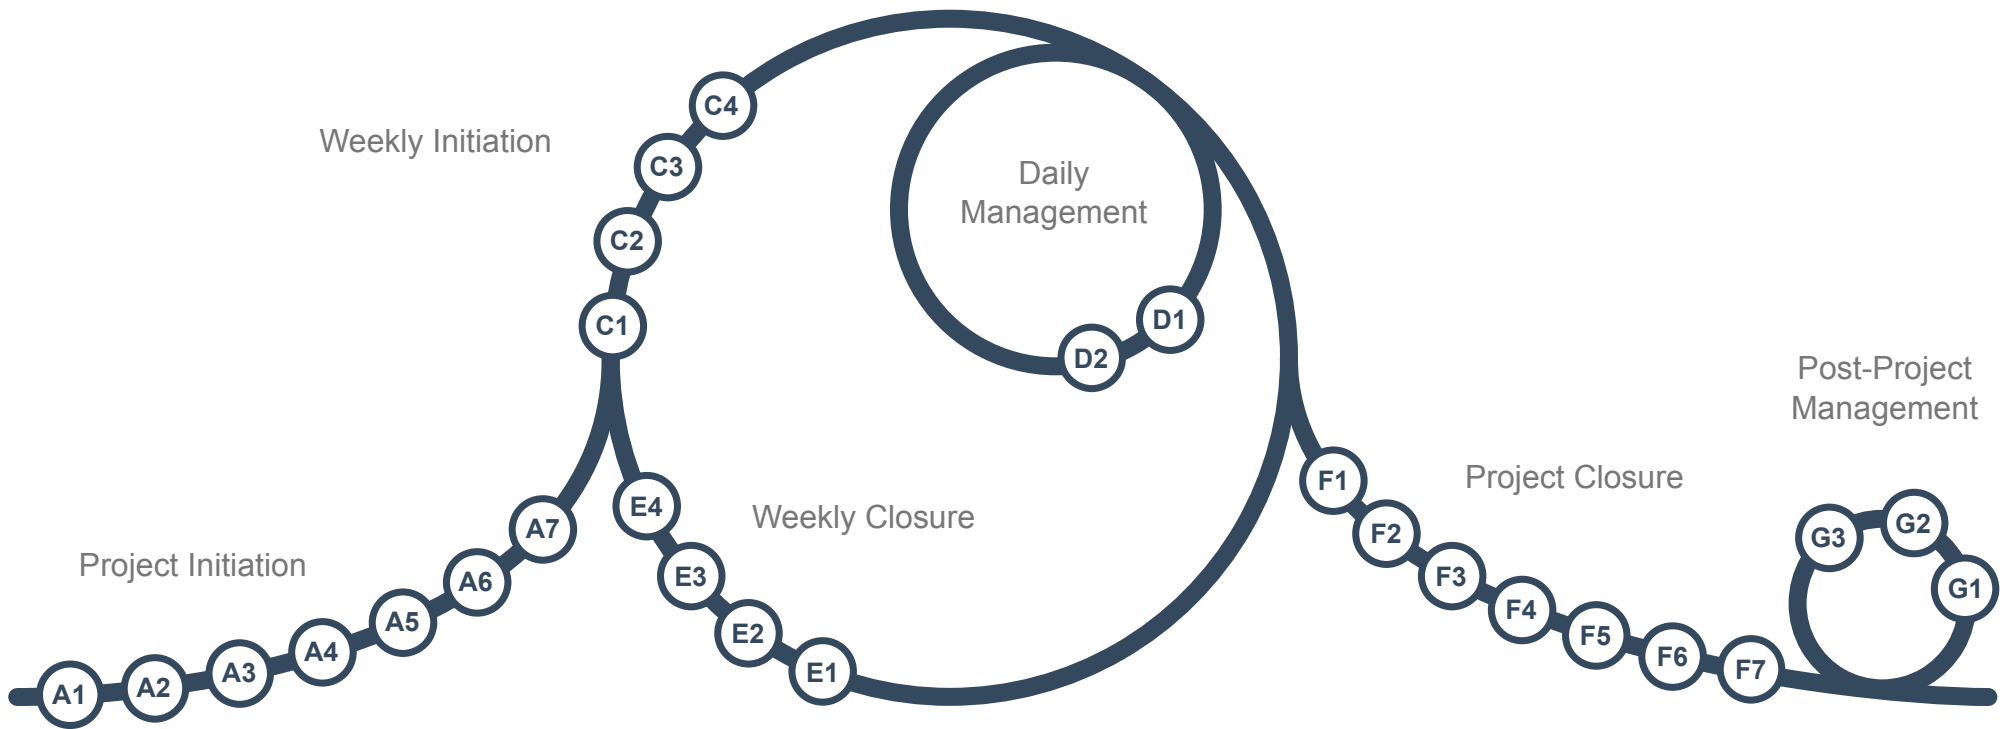 Project Initiation
A1
A2
A3
A4
A5
A6
A7
Weekly Initiation
C1
C2
C3
C4
Daily
Management
D1
D2
Weekly Closure
E1
E2
E3
E4
Project Closure
F1
F2
F3
F4
F5
F6
F7
Post-Project
Management
G1
G2
G3